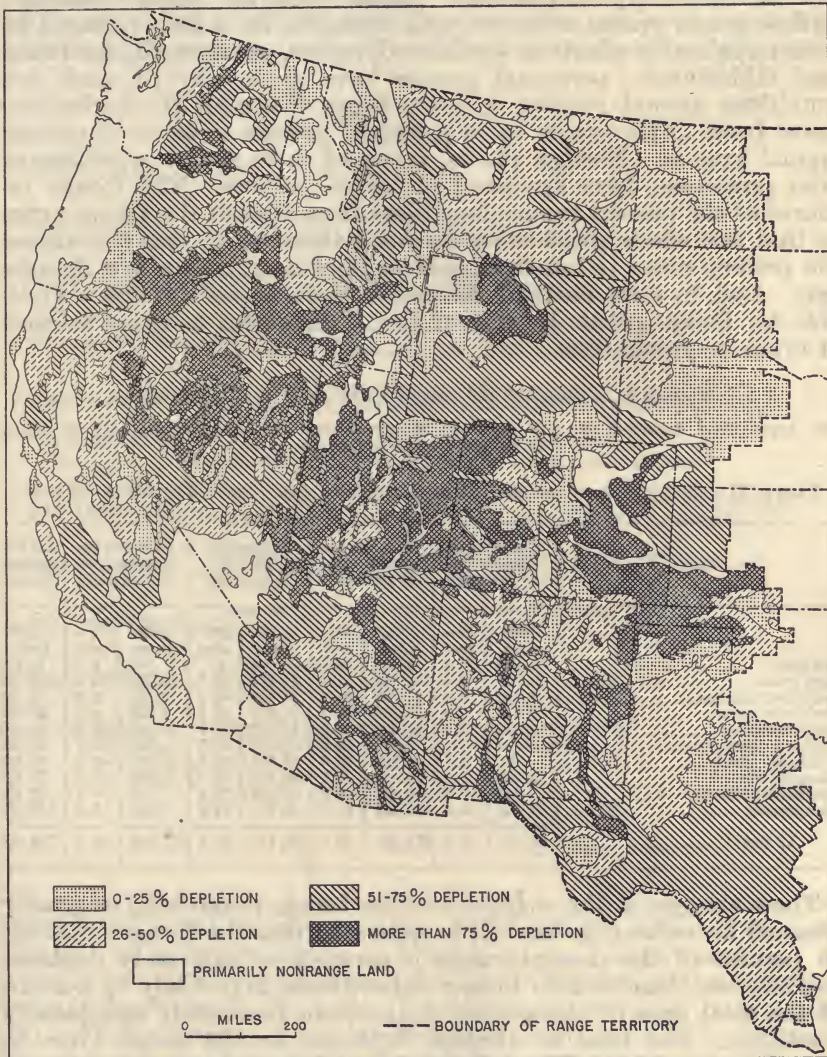 0-25% DEPLETION
51-75% DEPLETION
26-50% DEPLETION
MORE THAN 75% DEPLETION
PRIMARILY NONRANGE LAND
MILES
0 200
BOUNDARY OF RANGE TERRITORY